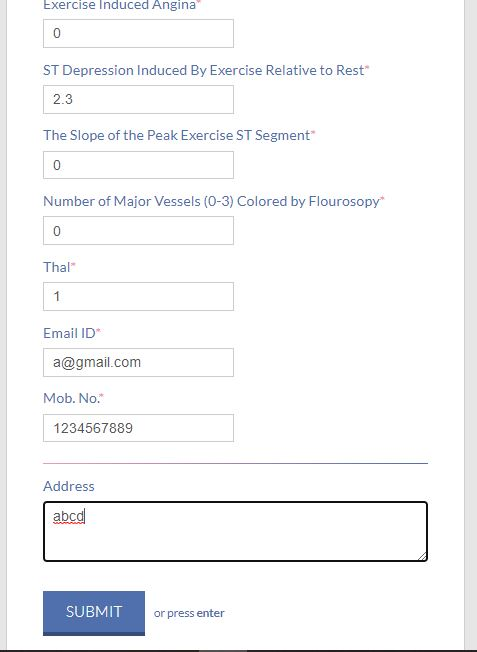 Exercise Induced Angina*
0
ST Depression Induced By Exercise Relative to Rest*
2.3
The Slope of the Peak Exercise ST Segment*
0
Number of Major Vessels (0-3) Colored by Flourosopy*
0
Thal*
1
Email ID*
a@gmail.com
Mob. No.*
1234567889
Address
abcd
SUBMIT or press enter